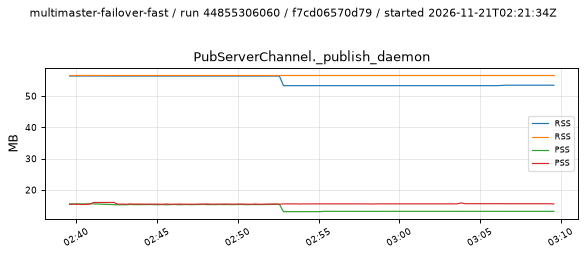 multimaster-failover-fast / run 44855306060 / f7cd06570d79 / started 2026-11-21T02:21:34Z
PubServerChannel._publish_daemon
MB
50
40
30
20
RSS
RSS
PSS
PSS
02:40
02:45
02:50
02:55
03:00
03:05
03:10